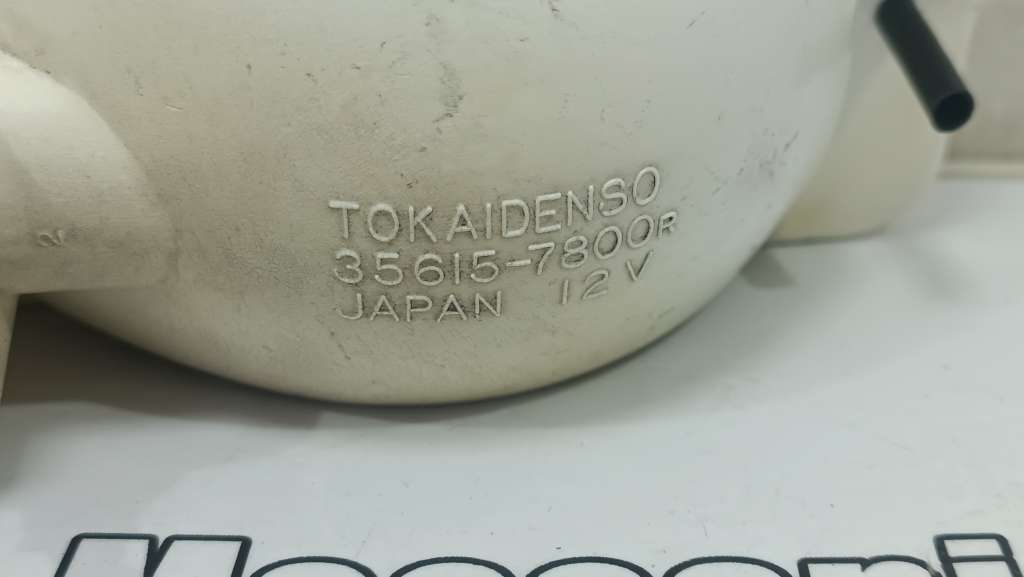 TOKAIDENSO
35615-7800R
JAPAN 12V